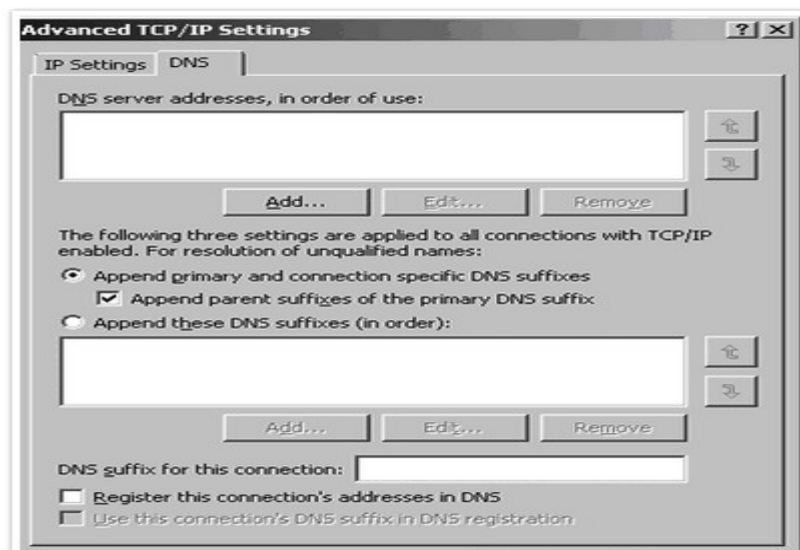 Advanced TCP/IP Settings
IP Settings DNS
DNS server addresses, in order of use:
Add... Edit... Remove
The following three settings are applied to all connections with TCP/IP
enabled. For resolution of unqualified names:
Append primary and connection specific DNS suffixes
Append parent suffixes of the primary DNS suffix
Append these DNS suffixes (in order):
Add... Edit... Remove
DNS suffix for this connection:
Register this connection's addresses in DNS
Use this connection's DNS suffix in DNS registration